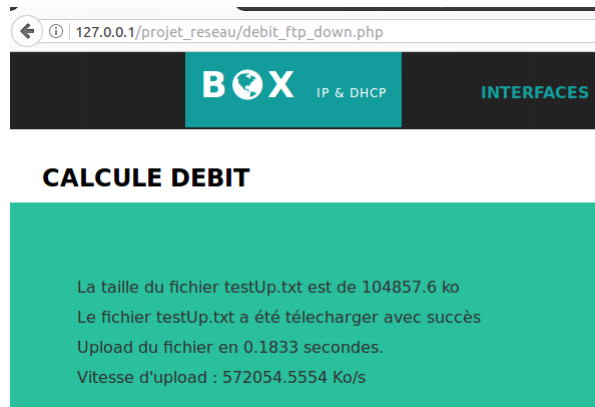 127.0.0.1/projet_reseau/debit_ftp_down.php
BOX IP & DHCP INTERFACES
CALCULE DEBIT
La taille du fichier testUp.txt est de 104857.6 ko
Le fichier testUp.txt a été télecharger avec succès
Upload du fichier en 0.1833 secondes.
Vitesse d'upload : 572054.5554 Ko/s